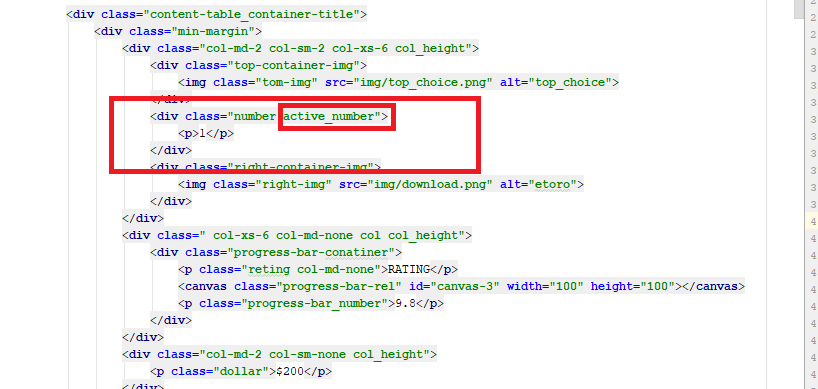 <div class="content-table_container-title">
<div class="min-margin">
<div class="col-md-2 col-sm-2 col-xs-6 col_height">
<div class="top-container-img">
<img class="tom-img" src="img/top_choice.png" alt="top_choice">
</div>
<div class="number active_number">
<p>1</p>
</div>
<div class="right-container-img">
<img class="right-img" src="img/download.png" alt="etoro">
</div>
</div>
<div class=" col-xs-6 col-md-none col col_height">
<div class="progress-bar-conatiner">
<p class="reting col-md-none">RATING</p>
<canvas class="progress-bar-rel" id="canvas-3" width="100" height="100"></canvas>
<p class="progress-bar_number">9.8</p>
</div>
</div>
<div class="col-md-2 col-sm-none col_height">
<p class="dollar">$200</p>
</div>